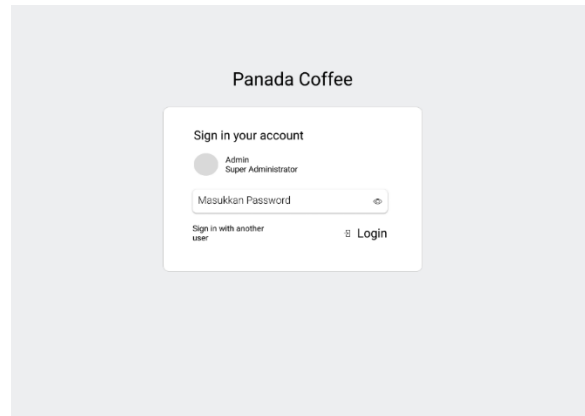 Panada Coffee
Sign in your account
Admin
Super Administrator
Masukkan Password
Sign in with another
user
Login